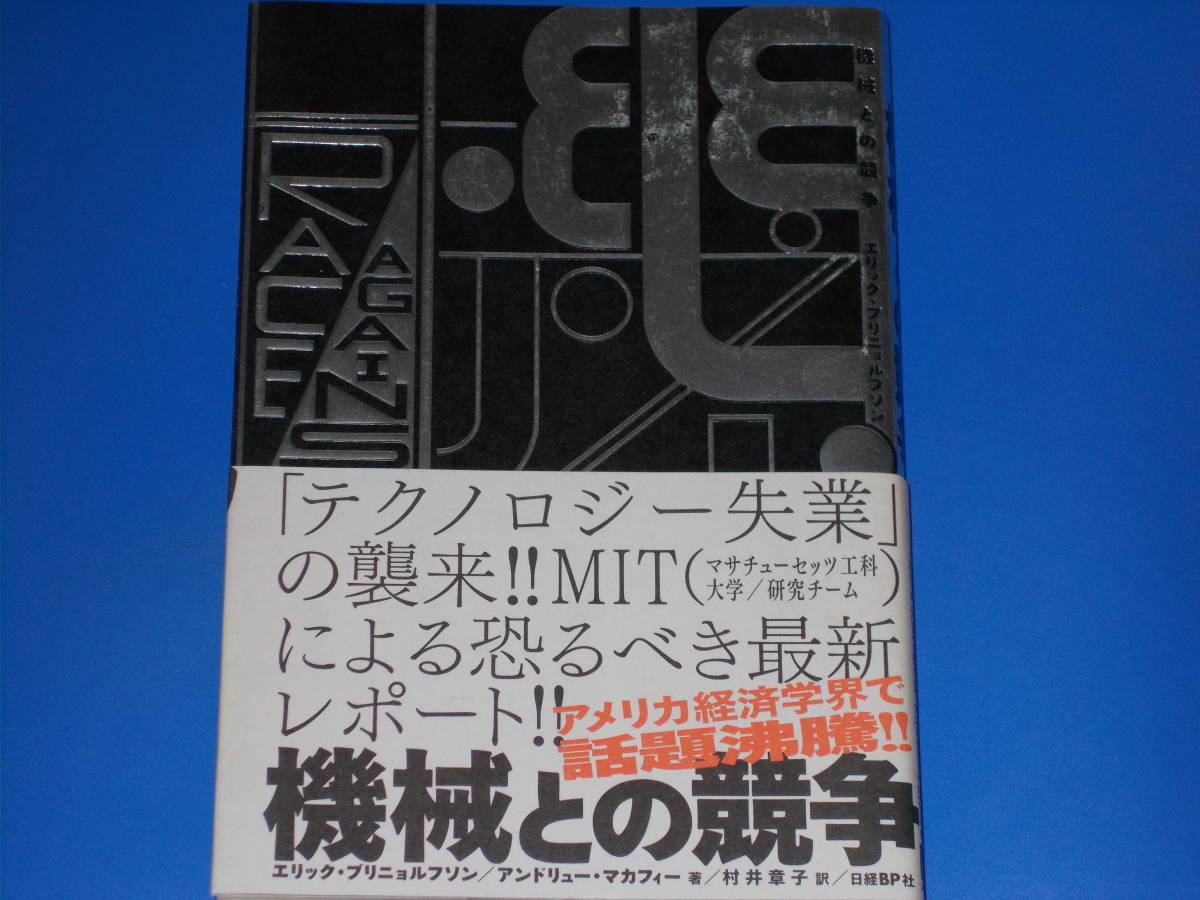 RACE
AGAINS
機械との競争 エリック・ブリニョルフソン
「テクノロジー失業」
の襲来!!MIT(マサチューセッツ工科
大学/研究チーム)
による恐るべき最新
レポート!!
アメリカ経済学界で
話題沸騰!!
機械との競争
エリック・ブリニョルフソン/アンドリュー・マカフィー 著/村井章子 訳/日経BP社